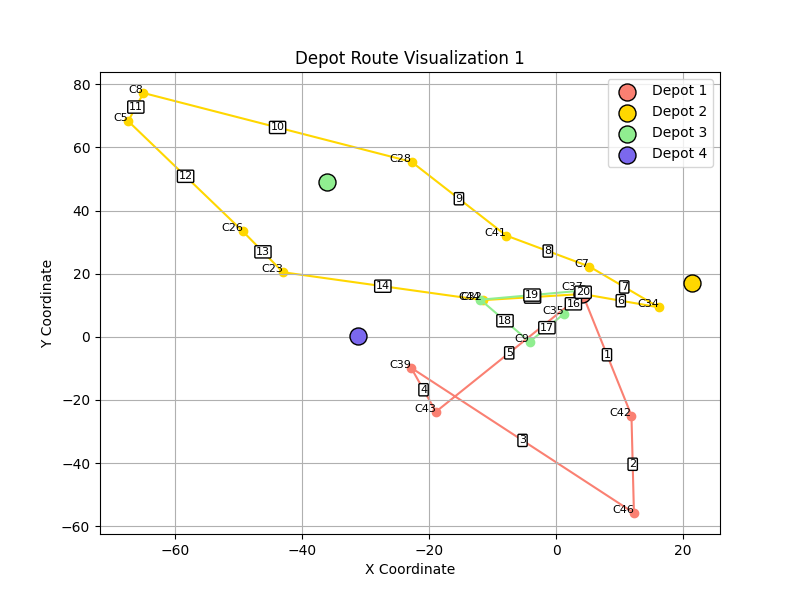 Depot Route Visualization 1
Depot 1
Depot 2
Depot 3
Depot 4
80
60
40
20
0
−20
−40
−60
−60
−40
−20
0
20
X Coordinate
Y Coordinate
C8
11
C5
10
C28
12
9
C26
C41
13
8
C23
C7
14
7
C37
20
19
6
C34
16
C35
18
17
C9
5
1
C39
4
C43
C42
3
2
C46